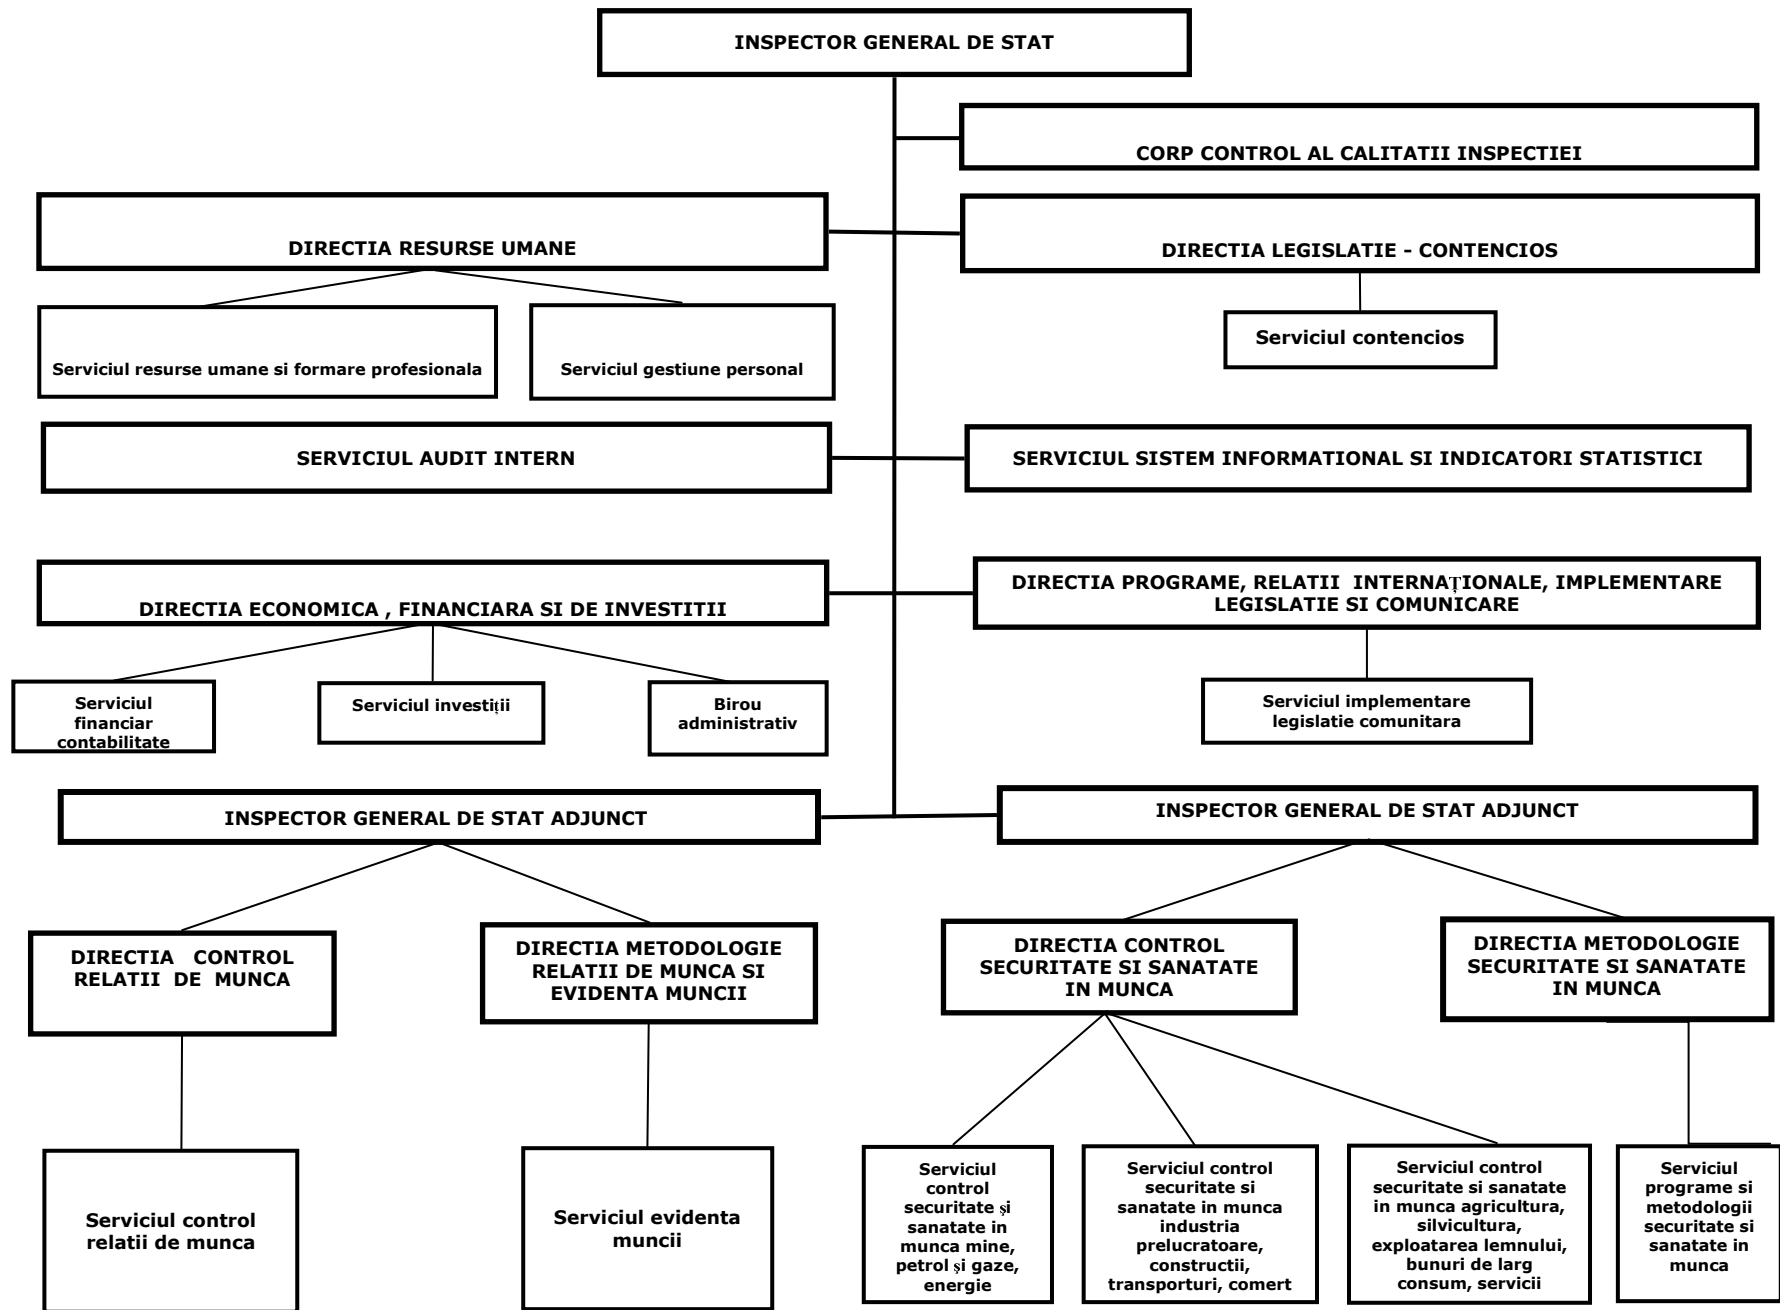 INSPECTOR GENERAL DE STAT
CORP CONTROL AL CALITATII INSPECTIEI
DIRECTIA RESURSE UMANE
DIRECTIA LEGISLATIE - CONTENCIOS
Serviciul resurse umane si formare profesionala
Serviciul gestiune personal
Serviciul contencios
SERVICIUL AUDIT INTERN
SERVICIUL SISTEM INFORMATIONAL SI INDICATORI STATISTICI
DIRECTIA ECONOMICA , FINANCIARA SI DE INVESTITII
DIRECTIA PROGRAME, RELATII INTERNAŢIONALE, IMPLEMENTARE
LEGISLATIE SI COMUNICARE
Serviciul
financiar
contabilitate
Serviciul investiţii
Birou
administrativ
Serviciul implementare
legislatie comunitara
INSPECTOR GENERAL DE STAT ADJUNCT
INSPECTOR GENERAL DE STAT ADJUNCT
DIRECTIA CONTROL
RELATII DE MUNCA
DIRECTIA METODOLOGIE
RELATII DE MUNCA SI
EVIDENTA MUNCII
DIRECTIA CONTROL
SECURITATE SI SANATATE
IN MUNCA
DIRECTIA METODOLOGIE
SECURITATE SI SANATATE
IN MUNCA
Serviciul control
relatii de munca
Serviciul evidenta
muncii
Serviciul
control
securitate şi
sanatate in
munca mine,
petrol şi gaze,
energie
Serviciul control
securitate si
sanatate in munca
industria
prelucratoare,
constructii,
transporturi, comert
Serviciul control
securitate si sanatate
in munca agricultura,
silvicultura,
exploatarea lemnului,
bunuri de larg
consum, servicii
Serviciul
programe si
metodologii
securitate si
sanatate in
munca